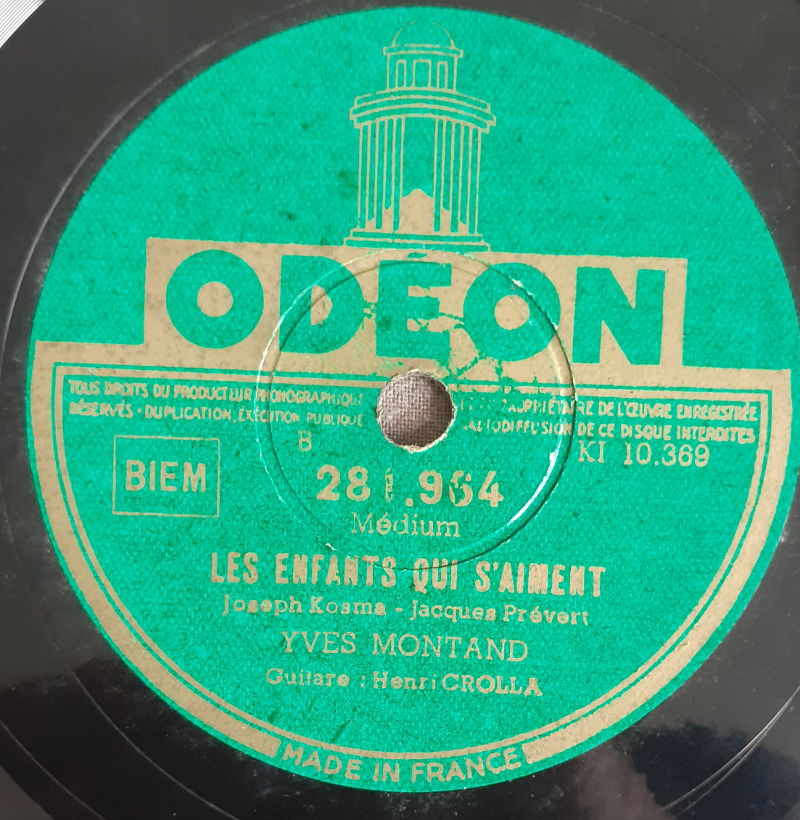 ODÉON
TOUS DROITS DU PRODUCTEUR PHONOGRAPHIQUE PROPRIÉTAIRE DE L'ŒUVRE ENREGISTRÉE
RÉSERVÉS - DUPLICATION, EXÉCUTION PUBLIQUE RADIODIFFUSION DE CE DISQUE INTERDITES
B
KI 10.369
BIEM
281.964
Médium
LES ENFANTS QUI S'AIMENT
Joseph Kosma - Jacques Prévert
YVES MONTAND
Guitare : Henri CROLLA
MADE IN FRANCE